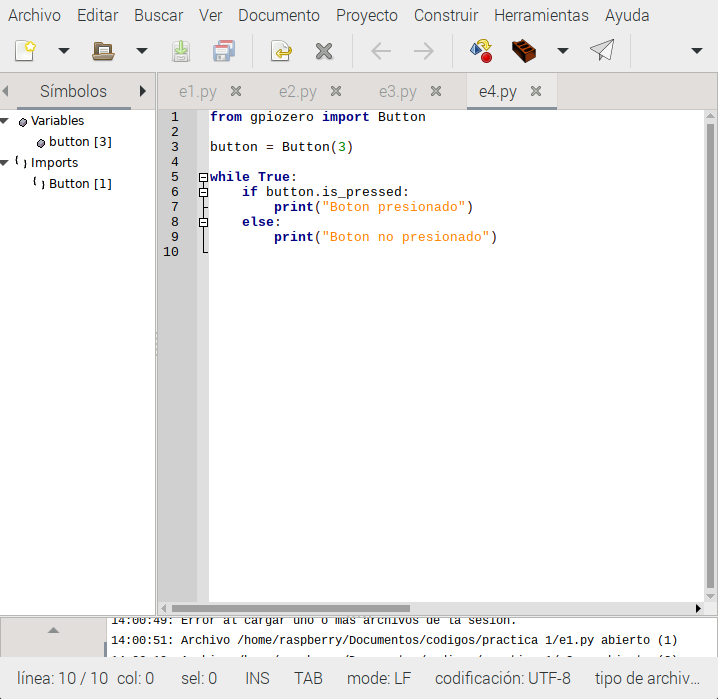 Archivo Editar Buscar Ver Documento Proyecto Construir Herramientas Ayuda
Símbolos
e1.py e2.py e3.py e4.py
Variables
button [3]
Imports
Button [1]
1 from gpiozero import Button
2
3 button = Button(3)
4
5 while True:
6 if button.is_pressed:
7 print("Boton presionado")
8 else:
9 print("Boton no presionado")
10
14:00:49: Error al cargar uno o más archivos de la sesión.
14:00:51: Archivo /home/raspberry/Documentos/codigos/practica 1/e1.py abierto (1)
línea: 10 / 10 col: 0 sel: 0 INS TAB mode: LF codificación: UTF-8 tipo de archiv...